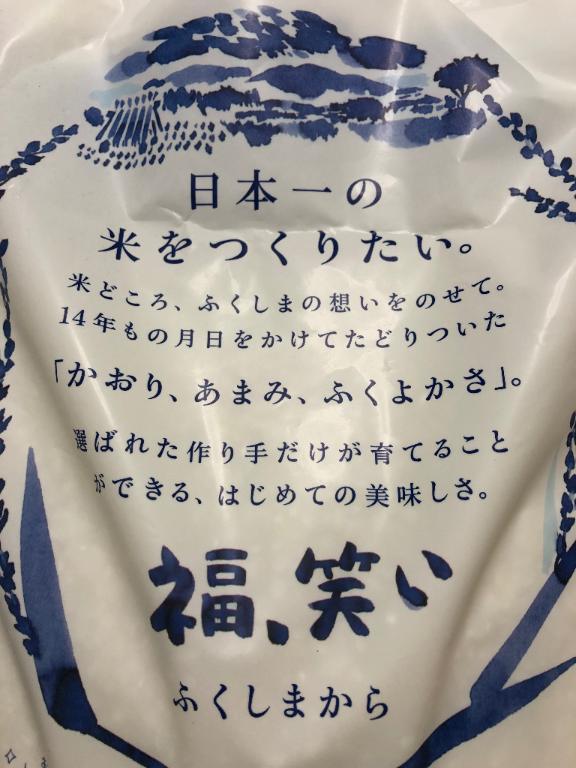 日本一の
米をつくりたい。
米どころ、ふくしまの想いをのせて。
14年もの月日をかけてたどりついた
「かおり、あまみ、ふくよかさ」。
選ばれた作り手だけが育てること
ができる、はじめての美味しさ。
福、笑い
ふくしまから